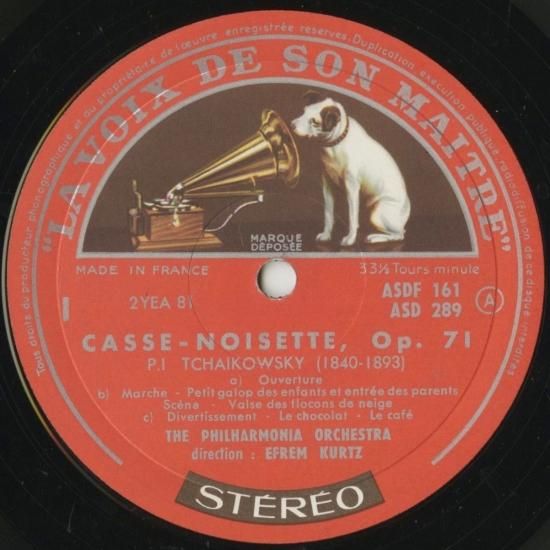 Tous droits du producteur phonographique et du propriétaire de l'œuvre enregistrée reservés, Duplication execution publique, radiodiffusion de ce disque interdites
"LA VOIX DE SON MAITRE"
MARQUE
DÉPOSÉE
MADE IN FRANCE
33⅓ Tours minute
2YEA 81
ASDF 161
ASD 289
A
CASSE-NOISETTE, Op. 71
P.I TCHAIKOWSKY (1840-1893)
a) Ouverture
b) Marche - Petit galop des enfants et entrée des parents
Scène - Valse des flocons de neige
c) Divertissement - Le chocolat - Le café
THE PHILHARMONIA ORCHESTRA
direction : EFREM KURTZ
STÉRÉO